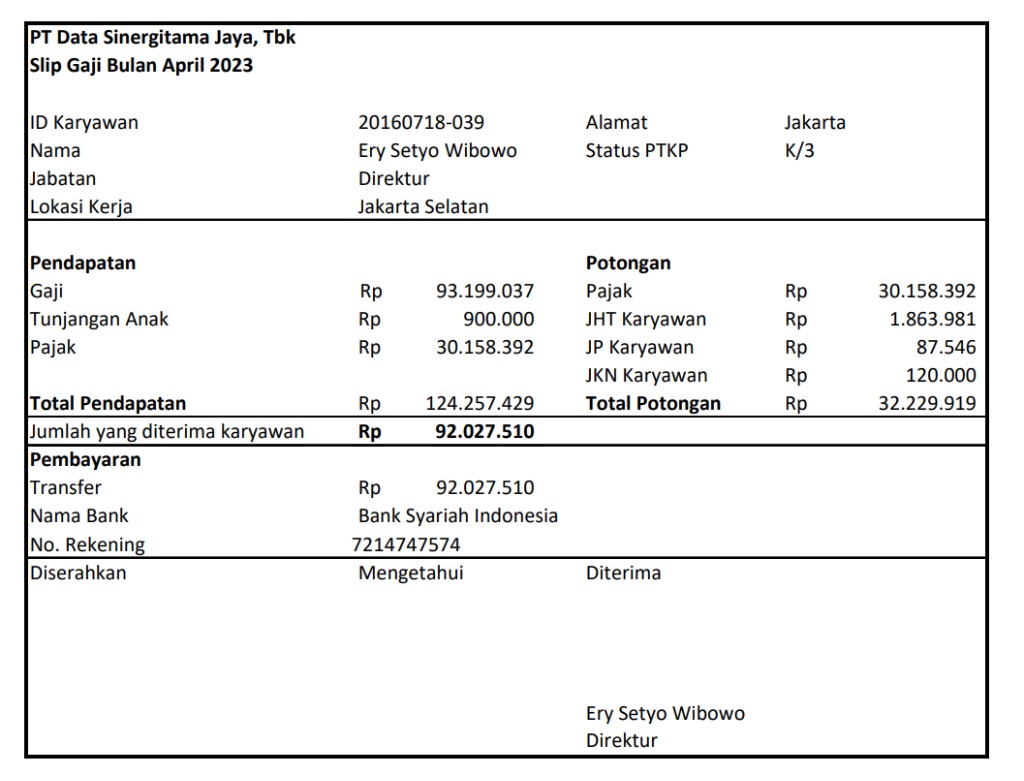 PT Data Sinergitama Jaya, Tbk
Slip Gaji Bulan April 2023
ID Karyawan 20160718-039 Alamat Jakarta
Nama Ery Setyo Wibowo Status PTKP K/3
Jabatan Direktur
Lokasi Kerja Jakarta Selatan
Pendapatan Potongan
Gaji Rp 93.199.037 Pajak Rp 30.158.392
Tunjangan Anak Rp 900.000 JHT Karyawan Rp 1.863.981
Pajak Rp 30.158.392 JP Karyawan Rp 87.546
JKN Karyawan Rp 120.000
Total Pendapatan Rp 124.257.429 Total Potongan Rp 32.229.919
Jumlah yang diterima karyawan Rp 92.027.510
Pembayaran
Transfer Rp 92.027.510
Nama Bank Bank Syariah Indonesia
No. Rekening 7214747574
Diserahkan Mengetahui Diterima
Ery Setyo Wibowo
Direktur